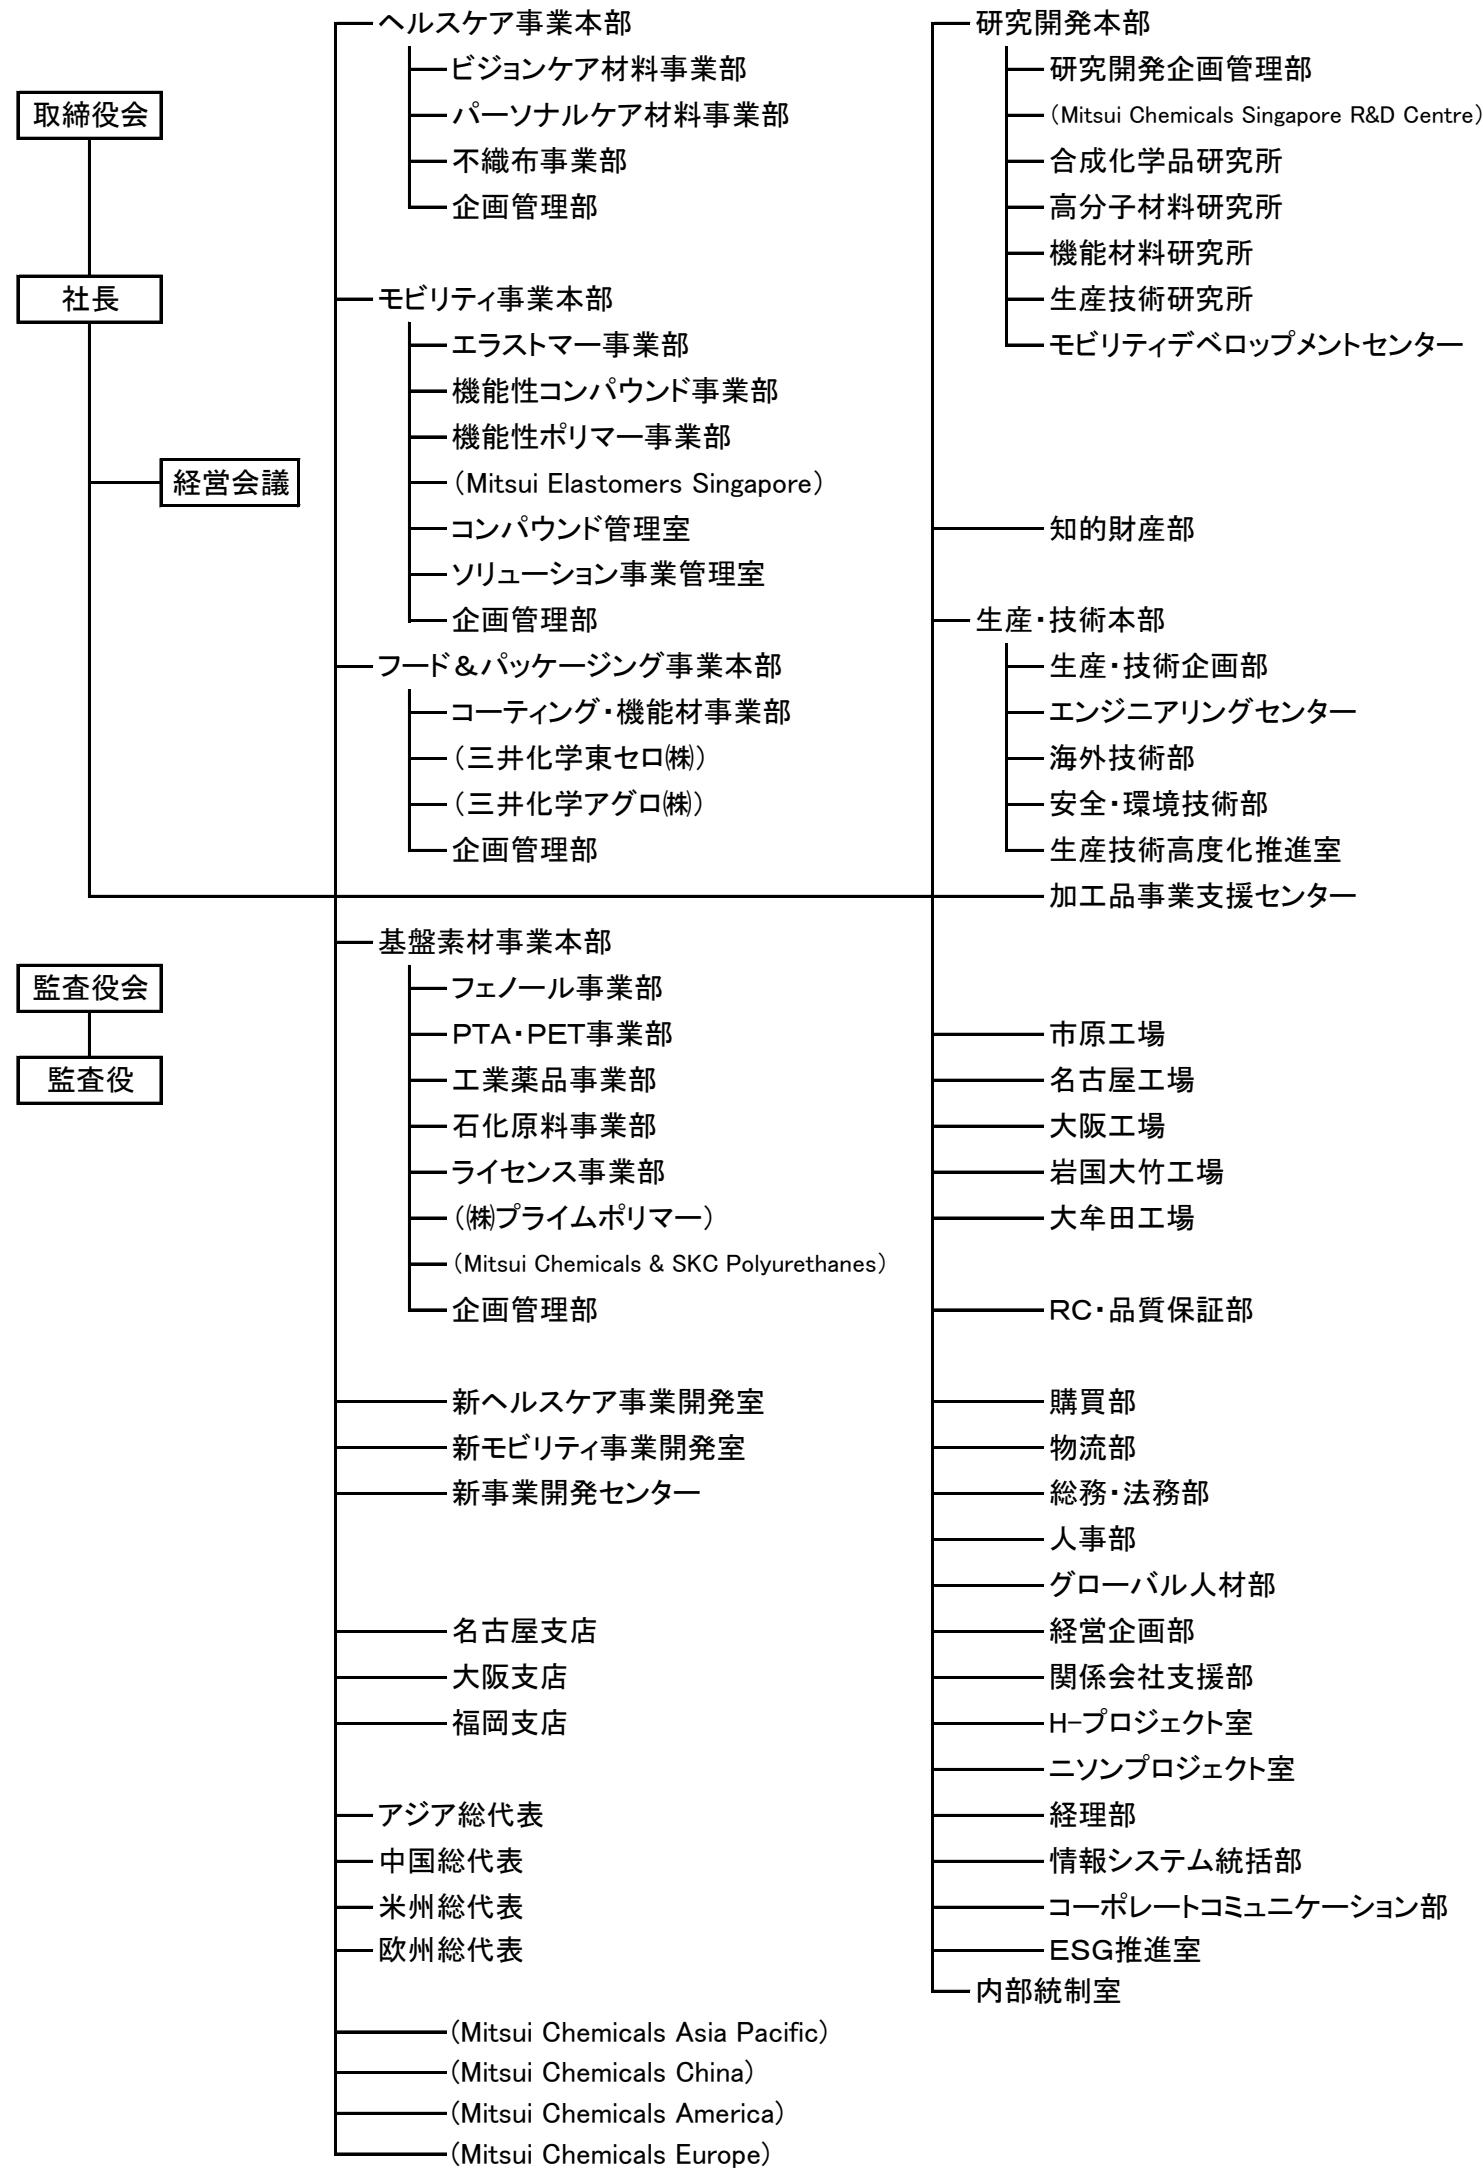 取締役会
社長
経営会議
監査役会
監査役
ヘルスケア事業本部
ビジョンケア材料事業部
パーソナルケア材料事業部
不織布事業部
企画管理部
モビリティ事業本部
エラストマー事業部
機能性コンパウンド事業部
機能性ポリマー事業部
（Mitsui Elastomers Singapore）
コンパウンド管理室
ソリューション事業管理室
企画管理部
フード＆パッケージング事業本部
コーティング・機能材事業部
（三井化学東セロ㈱）
（三井化学アグロ㈱）
企画管理部
基盤素材事業本部
フェノール事業部
PTA・PET事業部
工業薬品事業部
石化原料事業部
ライセンス事業部
（㈱プライムポリマー）
（Mitsui Chemicals & SKC Polyurethanes）
企画管理部
新ヘルスケア事業開発室
新モビリティ事業開発室
新事業開発センター
名古屋支店
大阪支店
福岡支店
アジア総代表
中国総代表
米州総代表
欧州総代表
（Mitsui Chemicals Asia Pacific）
（Mitsui Chemicals China）
（Mitsui Chemicals America）
（Mitsui Chemicals Europe）
研究開発本部
研究開発企画管理部
（Mitsui Chemicals Singapore R&D Centre）
合成化学品研究所
高分子材料研究所
機能材料研究所
生産技術研究所
モビリティデベロップメントセンター
知的財産部
生産・技術本部
生産・技術企画部
エンジニアリングセンター
海外技術部
安全・環境技術部
生産技術高度化推進室
加工品事業支援センター
市原工場
名古屋工場
大阪工場
岩国大竹工場
大牟田工場
RC・品質保証部
購買部
物流部
総務・法務部
人事部
グローバル人材部
経営企画部
関係会社支援部
H-プロジェクト室
ニソンプロジェクト室
経理部
情報システム統括部
コーポレートコミュニケーション部
ESG推進室
内部統制室